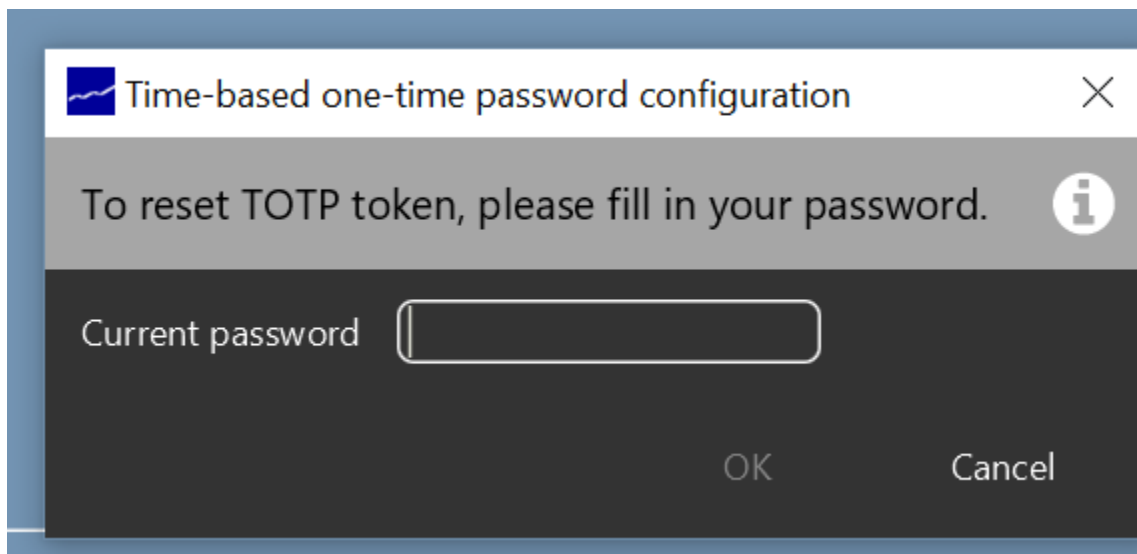 Time-based one-time password configuration
To reset TOTP token, please fill in your password.
Current password
OK Cancel